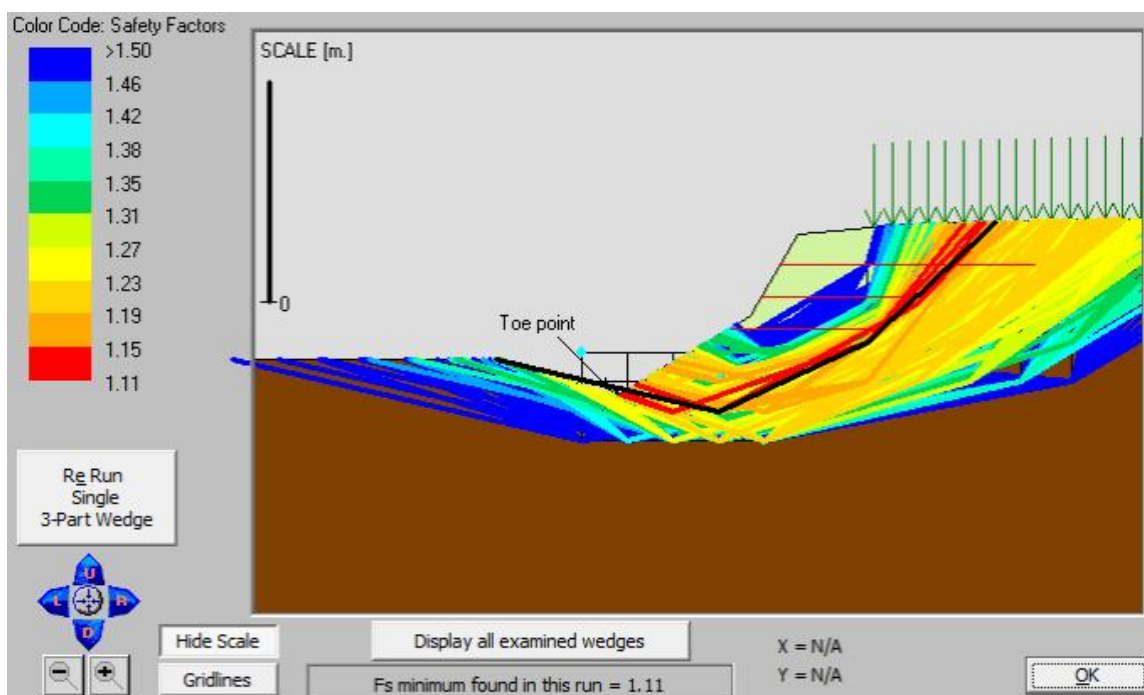 Color Code: Safety Factors
>1.50
1.46
1.42
1.38
1.35
1.31
1.27
1.23
1.19
1.15
1.11
SCALE [m.]
0
Toe point
Re Run
Single
3-Part Wedge
U
L
R
D
Hide Scale
Gridlines
Display all examined wedges
Fs minimum found in this run = 1.11
X = N/A
Y = N/A
OK